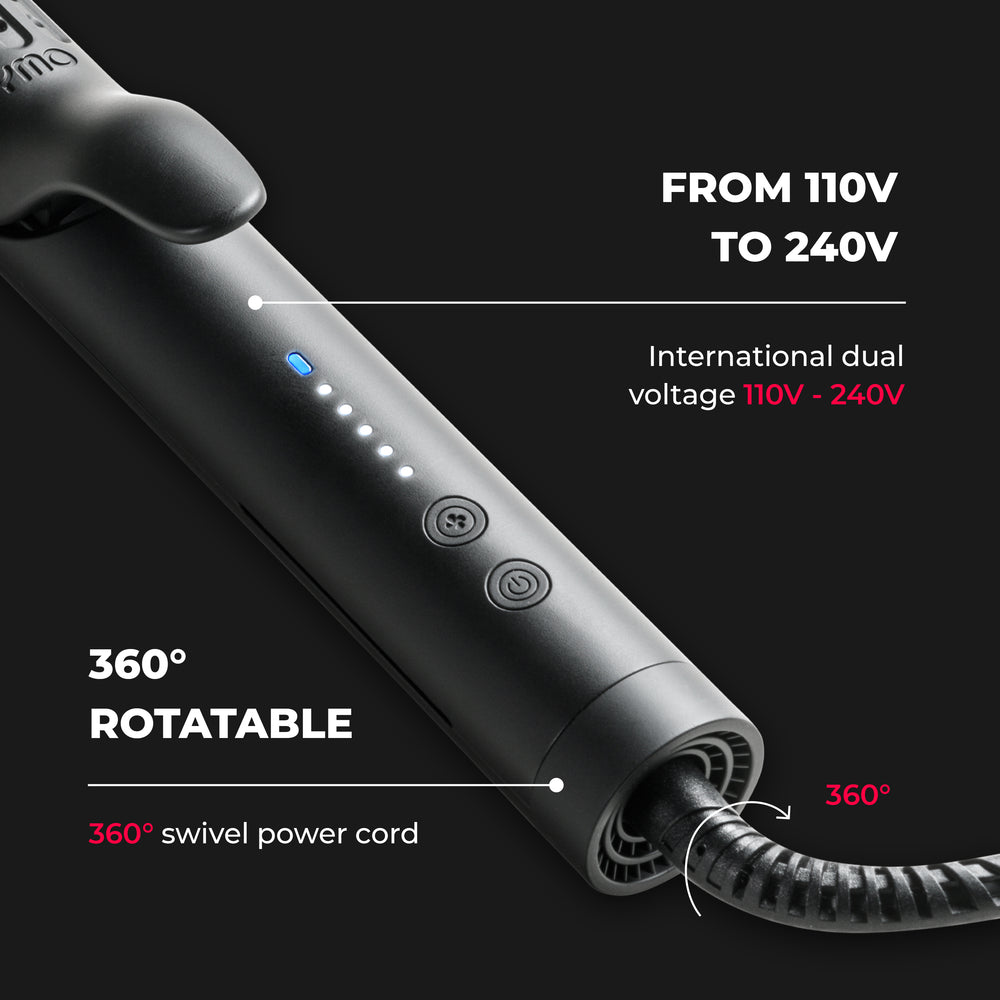 FROM 110V
TO 240V
International dual
voltage 110V - 240V
360°
ROTATABLE
360° swivel power cord
360°